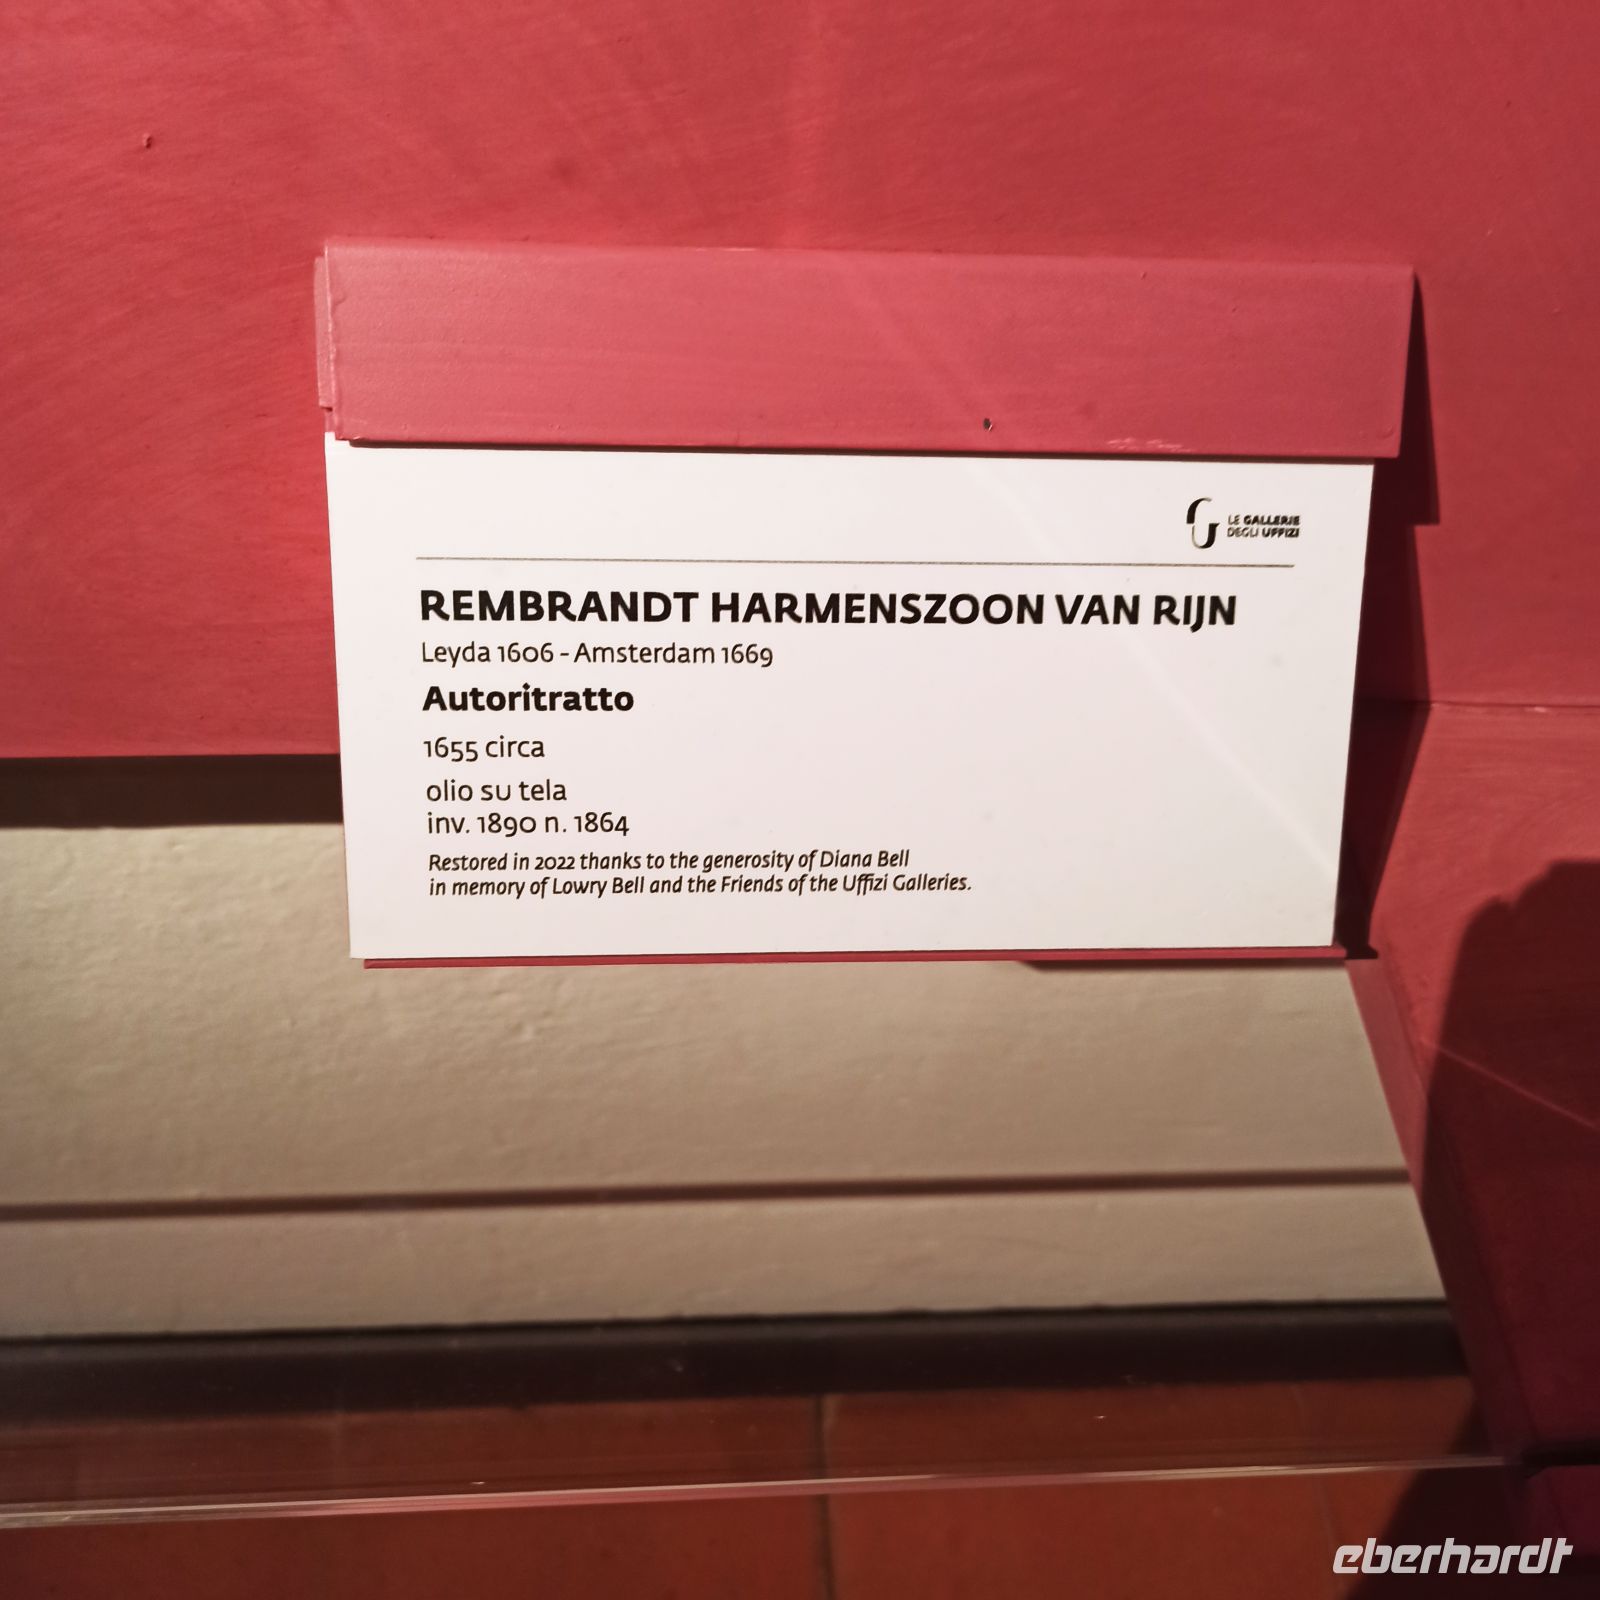 LE GALLERIE
DEGLI UFFIZI
REMBRANDT HARMENSZOON VAN RIJN
Leyda 1606 - Amsterdam 1669
Autoritratto
1655 circa
olio su tela
inv. 1890 n. 1864
Restored in 2022 thanks to the generosity of Diana Bell
in memory of Lowry Bell and the Friends of the Uffizi Galleries.
eberhardt